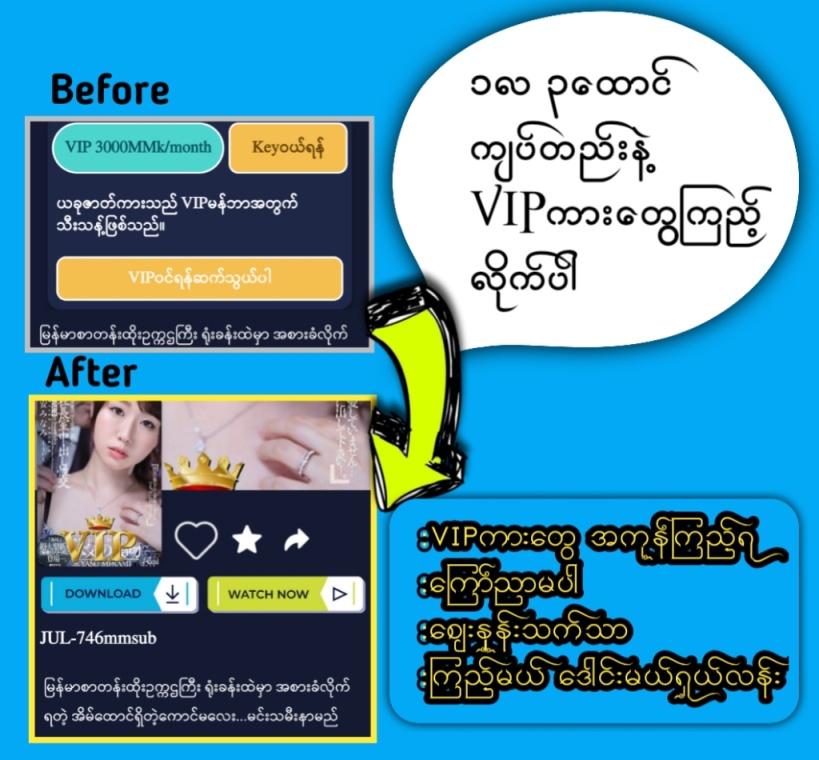 Before
VIP 3000MMk/month
Keyဝယ်ရန်
ယခုဇာတ်ကားသည် VIPမန်ဘာအတွက်
သီးသန့်ဖြစ်သည်။
VIPဝင်ရန်ဆက်သွယ်ပါ
မြန်မာစာတန်းထိုးဥက္ကဋ္ဌကြီး ရုံးခန်းထဲမှာ အစားခံလိုက်
၁လ ၃ထောင်
ကျပ်တည်းနဲ့
VIPကားတွေကြည့်
လိုက်ပါ
After
VIP
DOWNLOAD
WATCH NOW
JUL-746mmsub
မြန်မာစာတန်းထိုးဥက္ကဋ္ဌကြီး ရုံးခန်းထဲမှာ အစားခံလိုက်
ရတဲ့ အိမ်ထောင်ရှိတဲ့ကောင်မလေး...မင်းသမီးနာမည်
:VIPကားတွေ အကုန်ကြည့်ရ
:ကြော်ညာမပါ
:စျေးနှုန်းသက်သာ
:ကြည့်မယ် ဒေါင်းမယ်ရှယ်လန်း